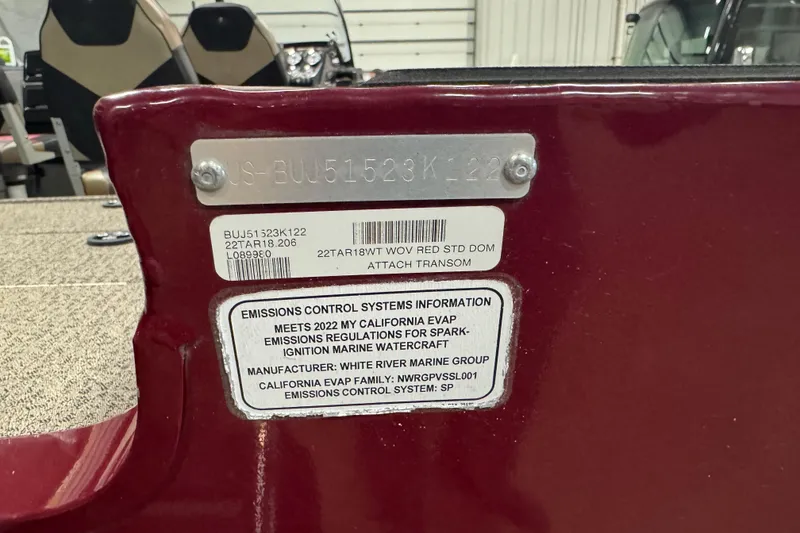 US-BUJ51523K122
BUJ51523K122
22TAR18.206
L089980
22TAR18WT WOV RED STD DOM
ATTACH TRANSOM
EMISSIONS CONTROL SYSTEMS INFORMATION
MEETS 2022 MY CALIFORNIA EVAP
EMISSIONS REGULATIONS FOR SPARK-
IGNITION MARINE WATERCRAFT
MANUFACTURER: WHITE RIVER MARINE GROUP
CALIFORNIA EVAP FAMILY: NWRGPVSSL001
EMISSIONS CONTROL SYSTEM: SP